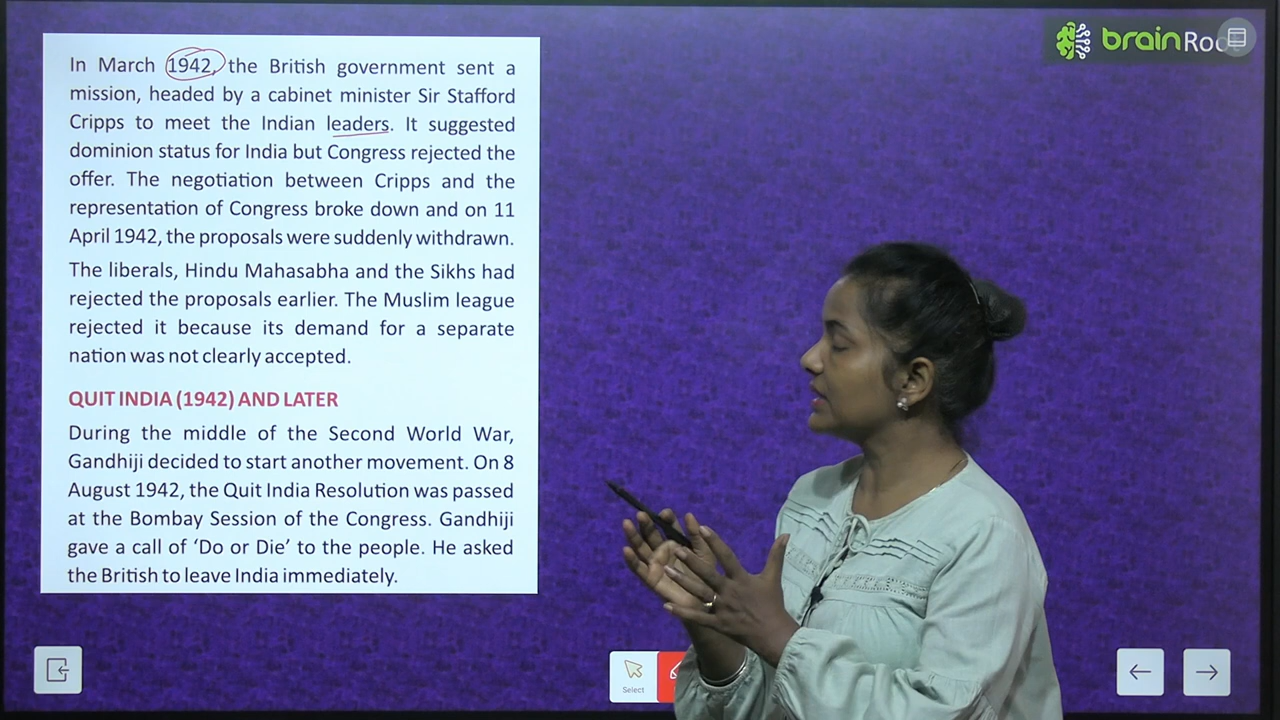 brainRoot
In March 1942, the British government sent a
mission, headed by a cabinet minister Sir Stafford
Cripps to meet the Indian leaders. It suggested
dominion status for India but Congress rejected the
offer. The negotiation between Cripps and the
representation of Congress broke down and on 11
April 1942, the proposals were suddenly withdrawn.
The liberals, Hindu Mahasabha and the Sikhs had
rejected the proposals earlier. The Muslim league
rejected it because its demand for a separate
nation was not clearly accepted.
QUIT INDIA (1942) AND LATER
During the middle of the Second World War,
Gandhiji decided to start another movement. On 8
August 1942, the Quit India Resolution was passed
at the Bombay Session of the Congress. Gandhiji
gave a call of ‘Do or Die’ to the people. He asked
the British to leave India immediately.
Select